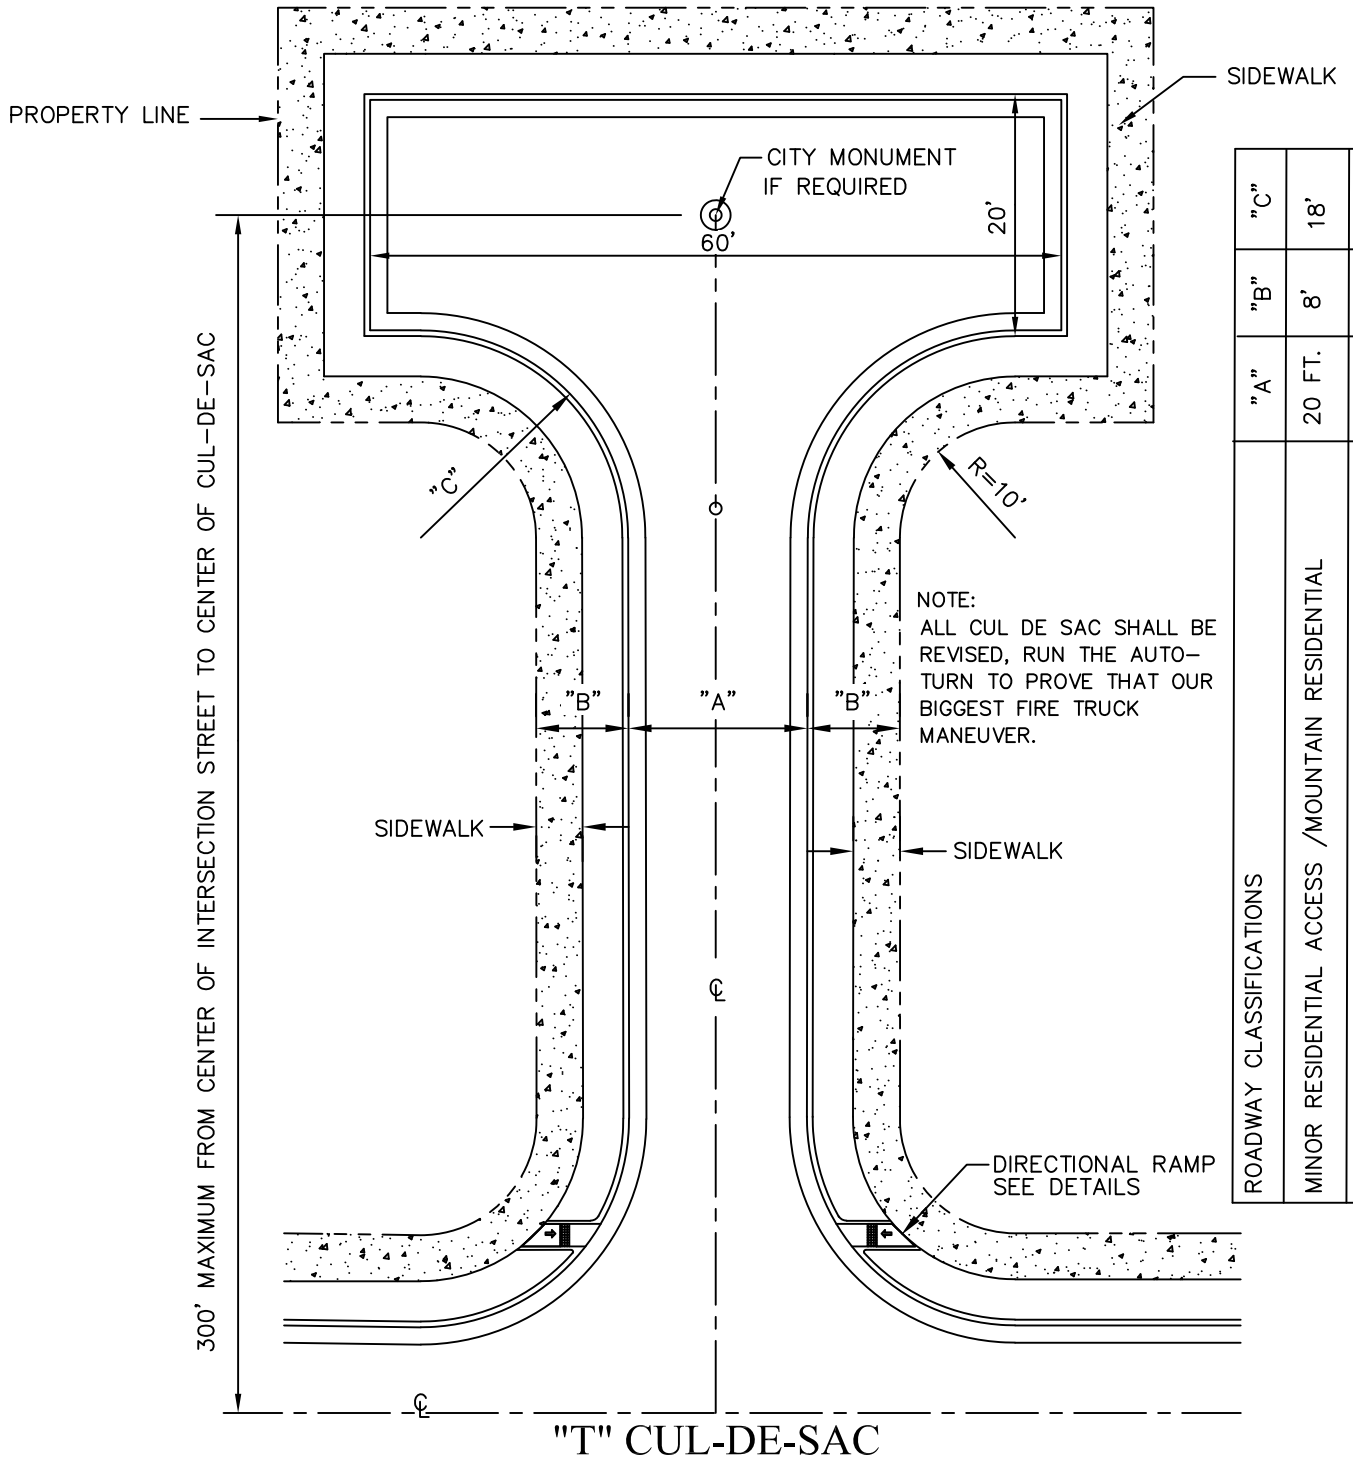 SIDEWALK
PROPERTY LINE
CITY MONUMENT
IF REQUIRED
20'
60'
"C"
R=10'
NOTE:
ALL CUL DE SAC SHALL BE
REVISED, RUN THE AUTO-
TURN TO PROVE THAT OUR
BIGGEST FIRE TRUCK
MANEUVER.
"B"
"A"
"B"
SIDEWALK
SIDEWALK
℄
DIRECTIONAL RAMP
SEE DETAILS
℄
300' MAXIMUM FROM CENTER OF INTERSECTION STREET TO CENTER OF CUL-DE-SAC
ROADWAY CLASSIFICATIONS "A" "B" "C"
MINOR RESIDENTIAL ACCESS /MOUNTAIN RESIDENTIAL 20 FT. 8' 18'
"T" CUL-DE-SAC